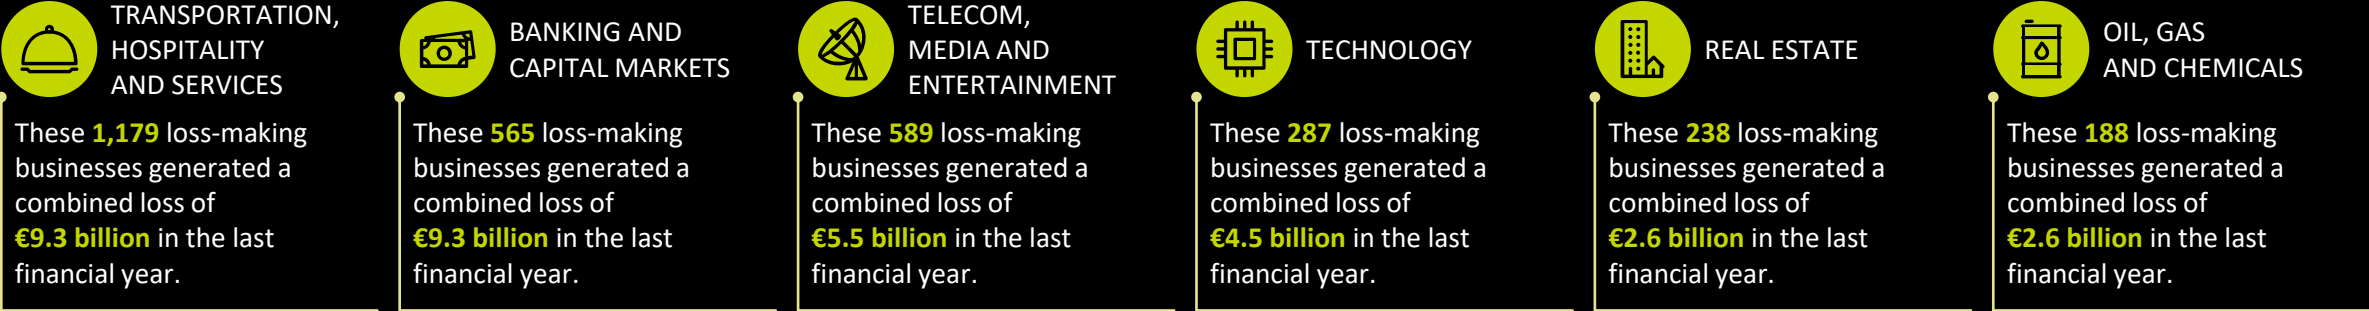 TRANSPORTATION,
HOSPITALITY
AND SERVICES
These 1,179 loss-making
businesses generated a
combined loss of
€9.3 billion in the last
financial year.
BANKING AND
CAPITAL MARKETS
These 565 loss-making
businesses generated a
combined loss of
€9.3 billion in the last
financial year.
TELECOM,
MEDIA AND
ENTERTAINMENT
These 589 loss-making
businesses generated a
combined loss of
€5.5 billion in the last
financial year.
TECHNOLOGY
These 287 loss-making
businesses generated a
combined loss of
€4.5 billion in the last
financial year.
REAL ESTATE
These 238 loss-making
businesses generated a
combined loss of
€2.6 billion in the last
financial year.
OIL, GAS
AND CHEMICALS
These 188 loss-making
businesses generated a
combined loss of
€2.6 billion in the last
financial year.